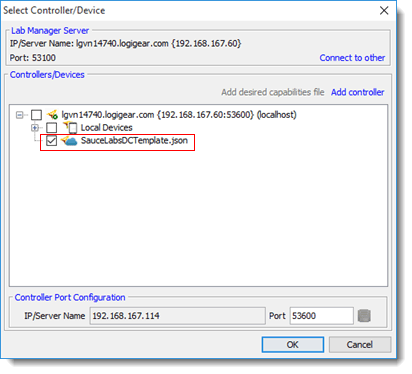 Select Controller/Device
Lab Manager Server
IP/Server Name: lgvn14740.logigear.com {192.168.167.60}
Port: 53100
Connect to other
Controllers/Devices
Add desired capabilities file Add controller
lgvn14740.logigear.com {192.168.167.60:53600} (localhost)
Local Devices
SauceLabsDCTemplate.json
Controller Port Configuration
IP/Server Name 192.168.167.114 Port 53600
OK Cancel